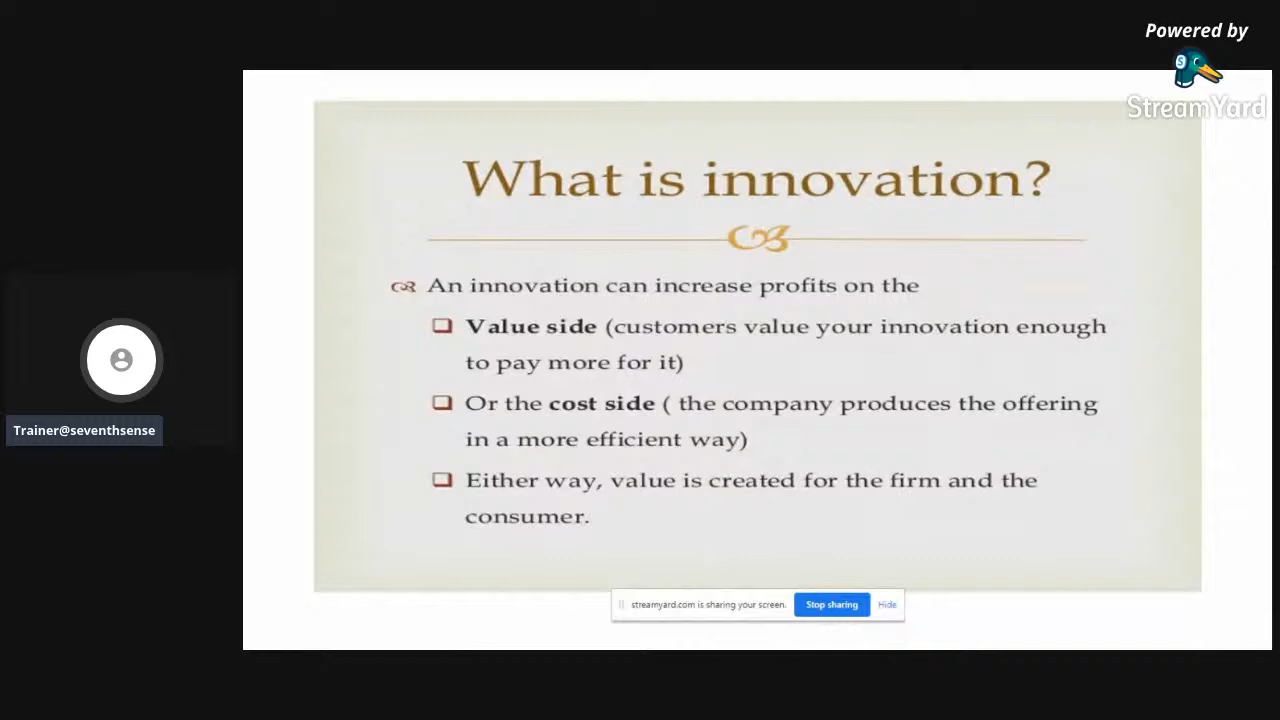 Powered by
StreamYard
What is innovation?
An innovation can increase profits on the
Value side (customers value your innovation enough
to pay more for it)
Or the cost side ( the company produces the offering
in a more efficient way)
Either way, value is created for the firm and the
consumer.
Trainer@seventhsense
streamyard.com is sharing your screen.
Stop sharing
Hide